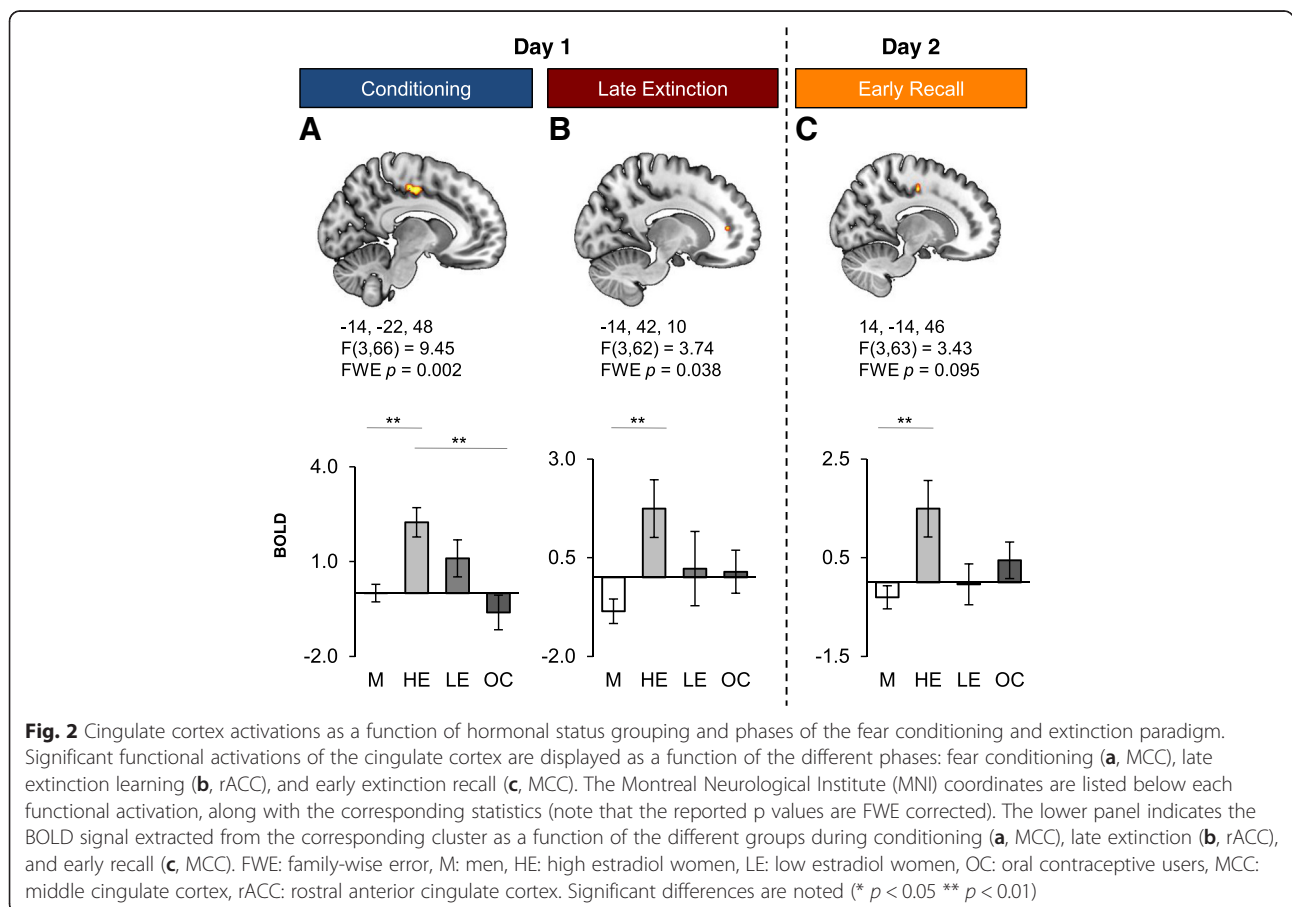 Day 1
Day 2
Conditioning
Late Extinction
Early Recall
A
B
C
-14, -22, 48
F(3,66) = 9.45
FWE p = 0.002
-14, 42, 10
F(3,62) = 3.74
FWE p = 0.038
14, -14, 46
F(3,63) = 3.43
FWE p = 0.095
BOLD
**
**
4.0
1.0
-2.0
M HE LE OC
**
3.0
0.5
-2.0
M HE LE OC
**
2.5
0.5
-1.5
M HE LE OC
Fig. 2 Cingulate cortex activations as a function of hormonal status grouping and phases of the fear conditioning and extinction paradigm.
Significant functional activations of the cingulate cortex are displayed as a function of the different phases: fear conditioning (a, MCC), late
extinction learning (b, rACC), and early extinction recall (c, MCC). The Montreal Neurological Institute (MNI) coordinates are listed below each
functional activation, along with the corresponding statistics (note that the reported p values are FWE corrected). The lower panel indicates the
BOLD signal extracted from the corresponding cluster as a function of the different groups during conditioning (a, MCC), late extinction (b, rACC),
and early recall (c, MCC). FWE: family-wise error, M: men, HE: high estradiol women, LE: low estradiol women, OC: oral contraceptive users, MCC:
middle cingulate cortex, rACC: rostral anterior cingulate cortex. Significant differences are noted (* p < 0.05 ** p < 0.01)